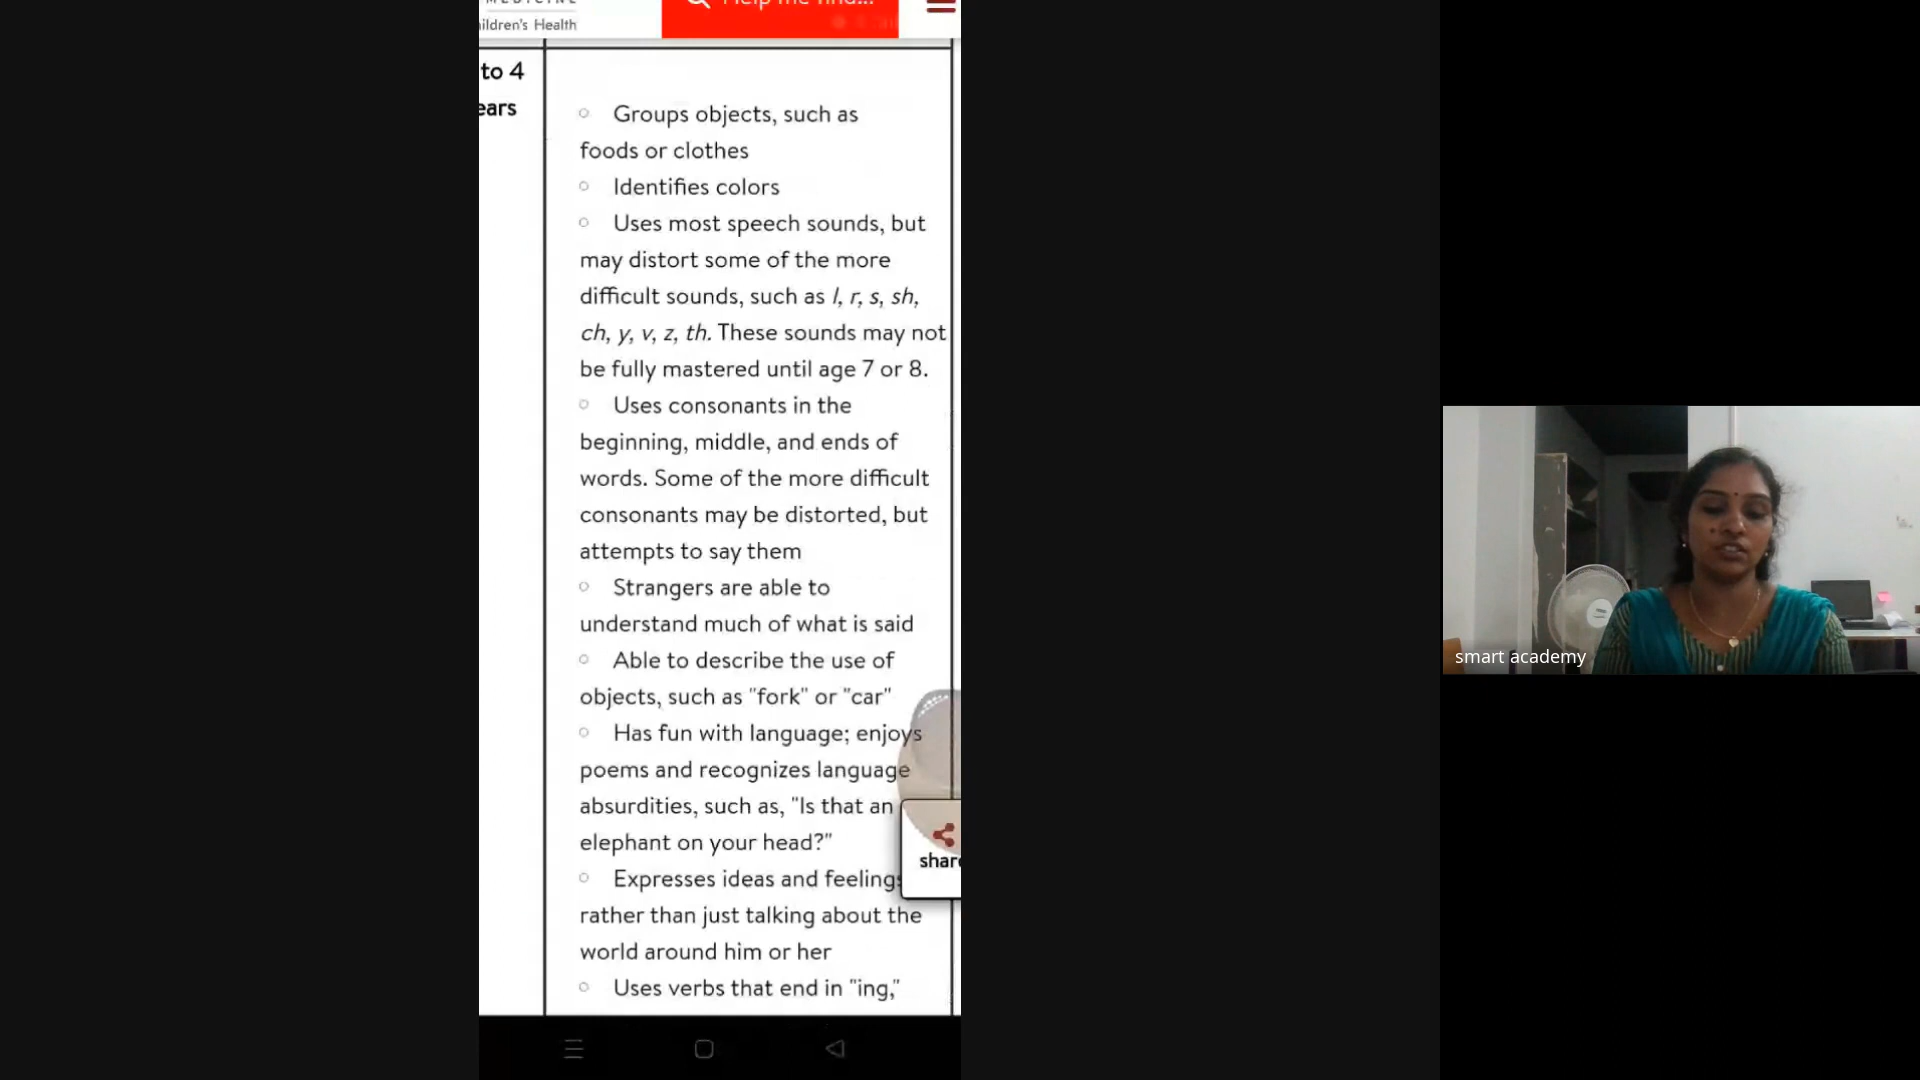 MEDICINE
Help me find...
ildren's Health
to 4
ears
Groups objects, such as
foods or clothes
Identifies colors
Uses most speech sounds, but
may distort some of the more
difficult sounds, such as l, r, s, sh,
ch, y, v, z, th. These sounds may not
be fully mastered until age 7 or 8.
Uses consonants in the
beginning, middle, and ends of
words. Some of the more difficult
consonants may be distorted, but
attempts to say them
Strangers are able to
understand much of what is said
Able to describe the use of
objects, such as "fork" or "car"
Has fun with language; enjoys
poems and recognizes language
absurdities, such as, "Is that an
elephant on your head?"
Expresses ideas and feelings
rather than just talking about the
world around him or her
Uses verbs that end in "ing,"
share
smart academy